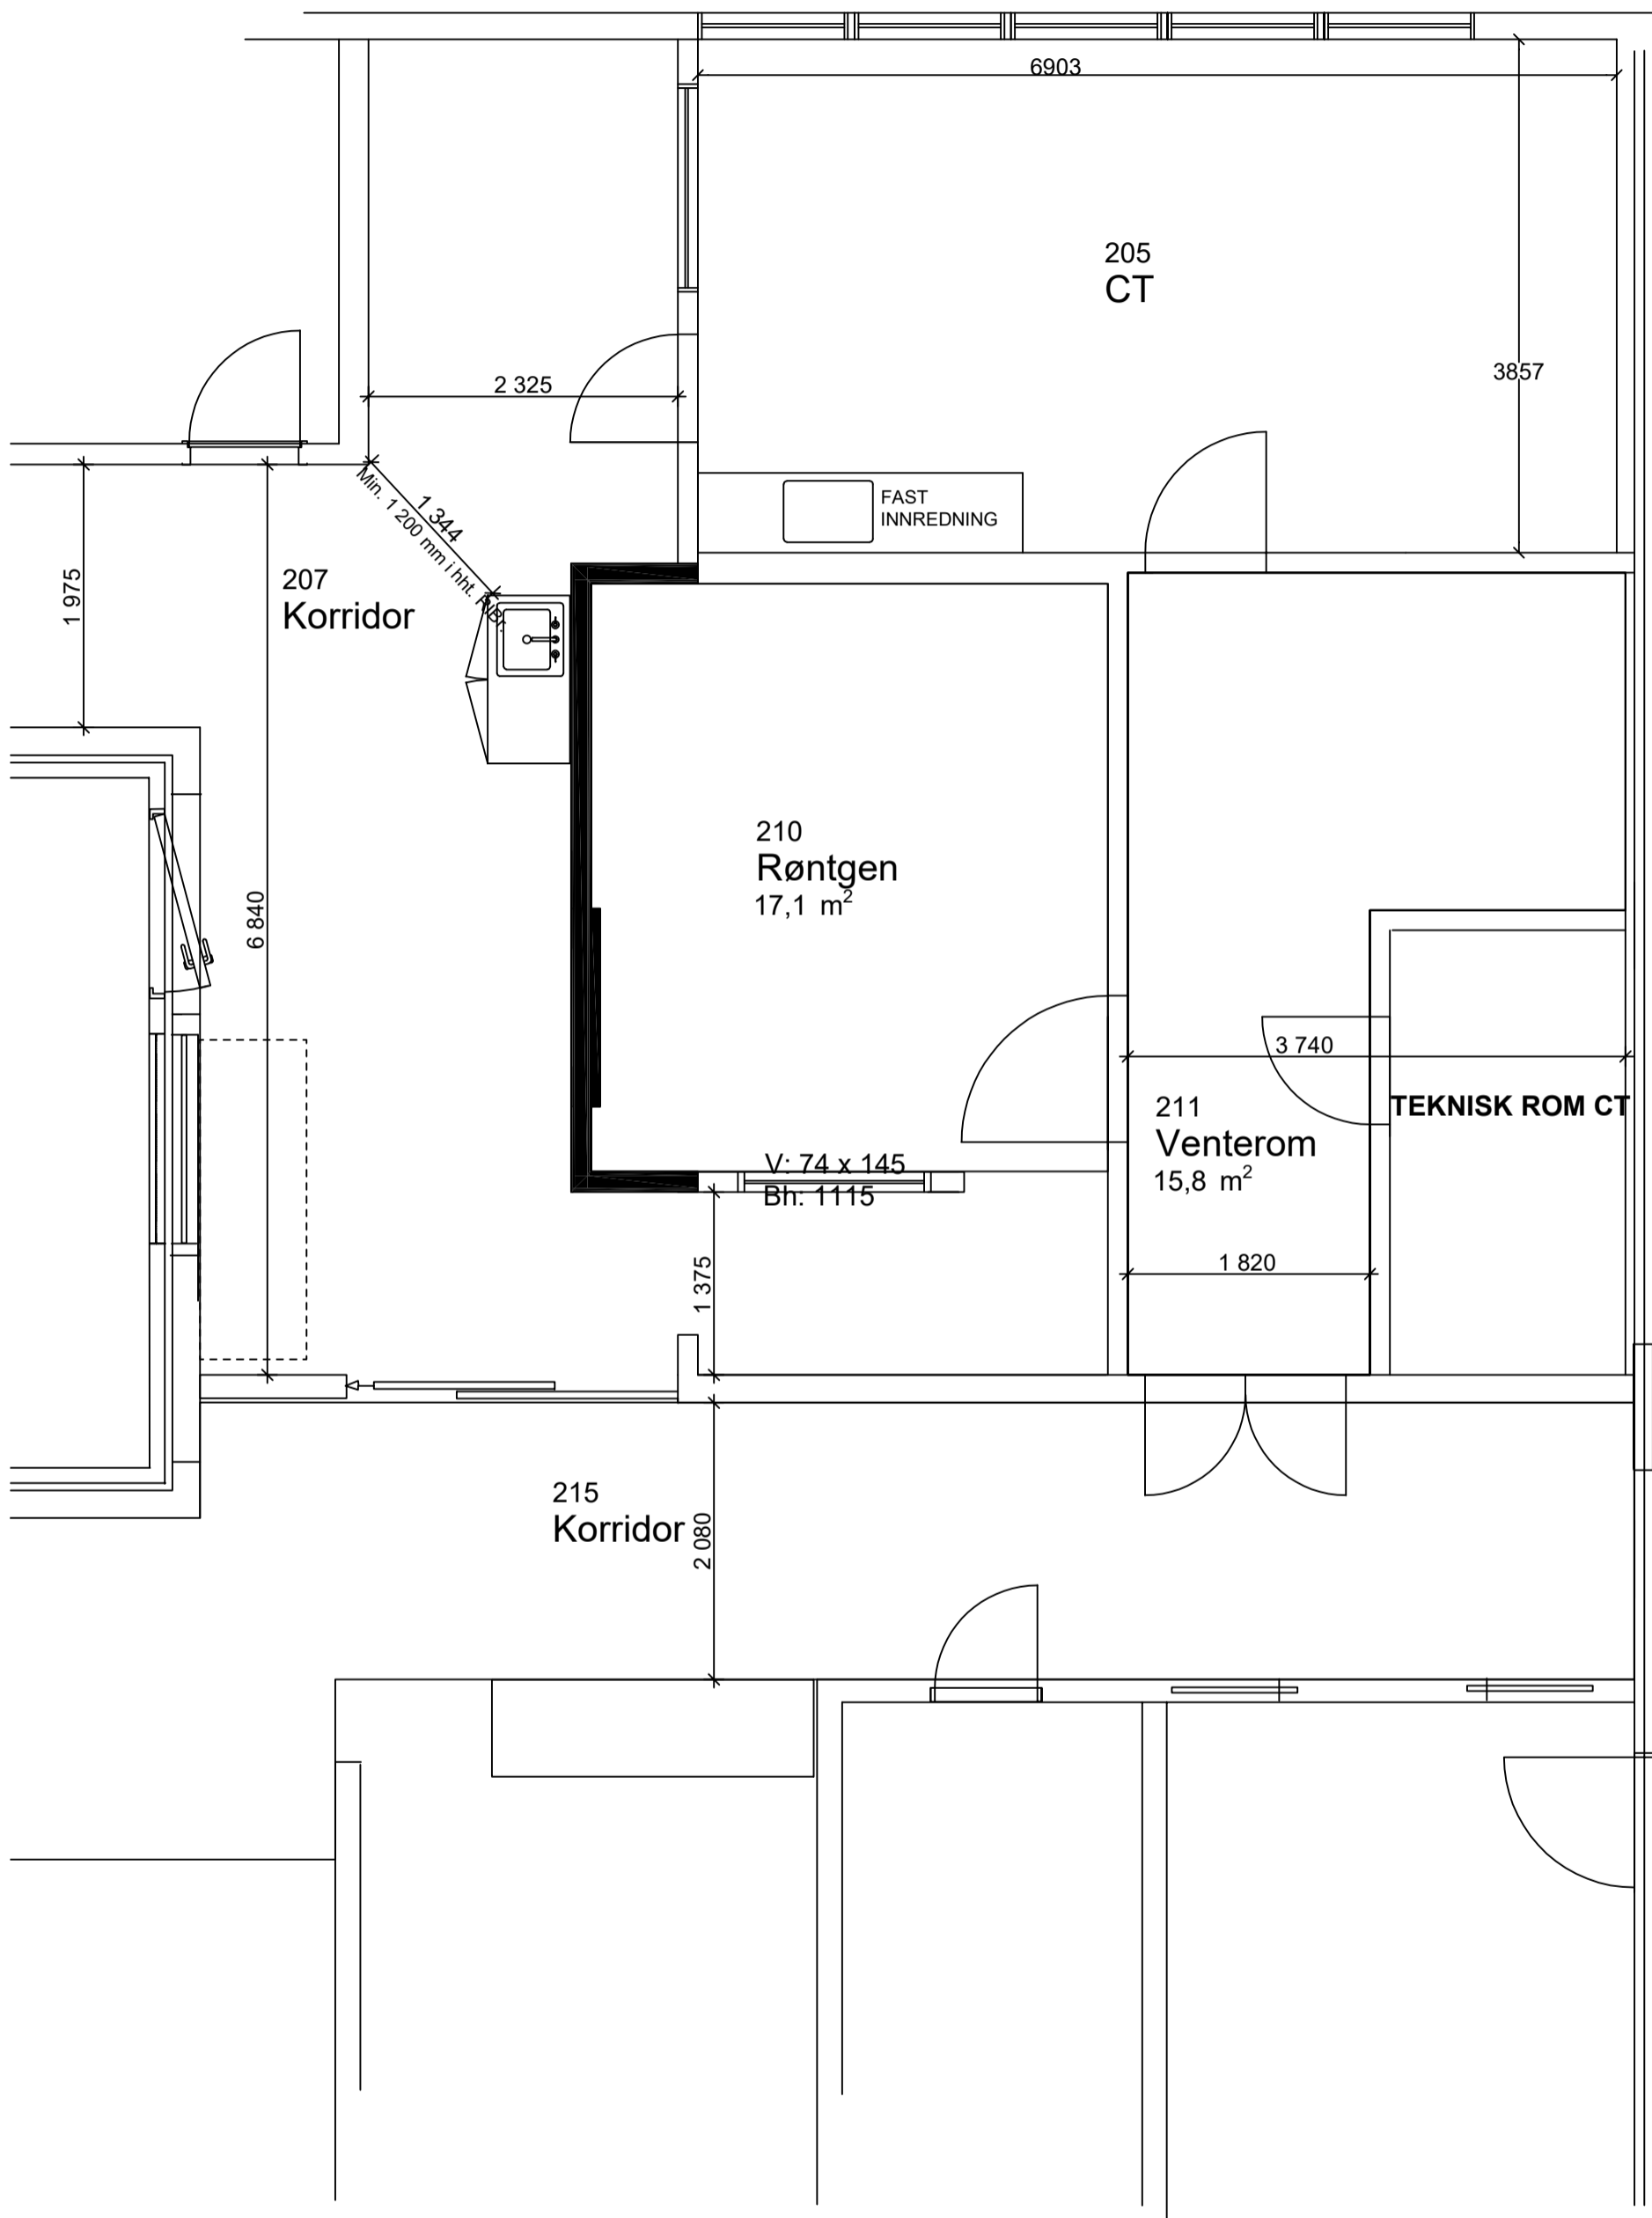 6903
205
CT
3857
2 325
FAST
INNREDNING
1 344
Min. 1 200 mm i hht. RIBr.
1 975
207
Korridor
210
Røntgen
17,1 m²
6 840
3 740
TEKNISK ROM CT
211
Venterom
15,8 m²
V: 74 x 145
Bh: 1115
1 375
1 820
215
Korridor
2 080